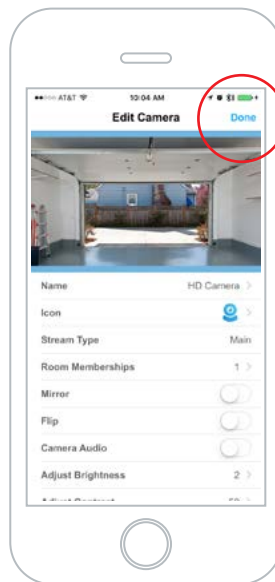 AT&T 10:04 AM
Edit Camera Done
Name HD Camera
Icon
Stream Type Main
Room Memberships 1
Mirror
Flip
Camera Audio
Adjust Brightness 2